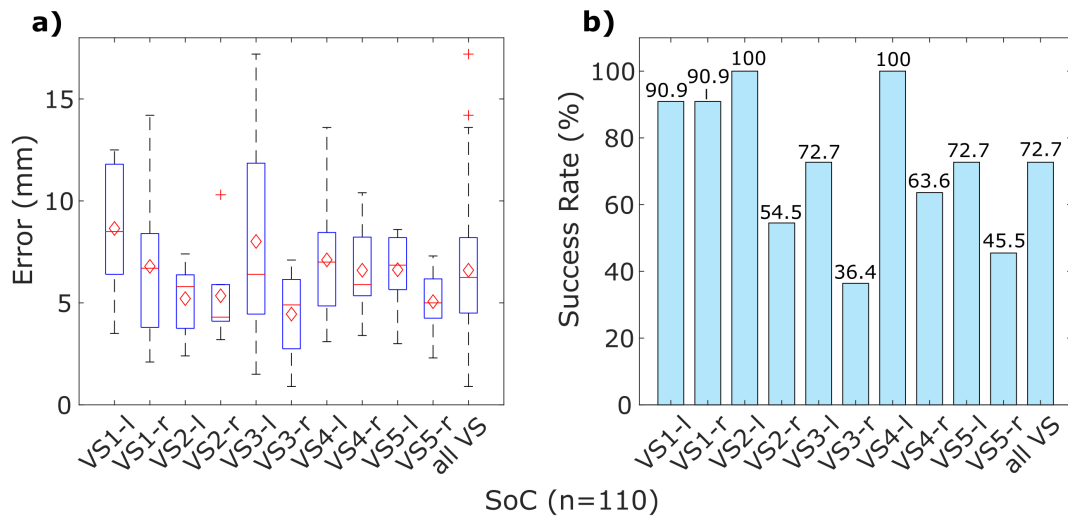 a)
Error (mm)
15
10
5
0
VS1-l
VS1-r
VS2-l
VS2-r
VS3-l
VS3-r
VS4-l
VS4-r
VS5-l
VS5-r
all VS
b)
Success Rate (%)
100
80
60
40
20
0
90.9
90.9
100
54.5
72.7
36.4
100
63.6
72.7
45.5
72.7
VS1-l
VS1-r
VS2-l
VS2-r
VS3-l
VS3-r
VS4-l
VS4-r
VS5-l
VS5-r
all VS
SoC (n=110)